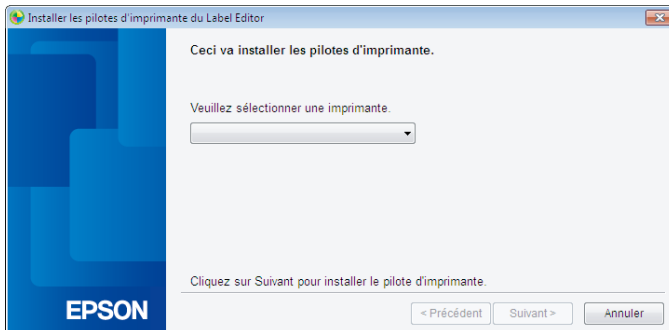 Installer les pilotes d'imprimante du Label Editor
Ceci va installer les pilotes d'imprimante.
Veuillez sélectionner une imprimante.
Cliquez sur Suivant pour installer le pilote d'imprimante.
EPSON
< Précédent
Suivant >
Annuler